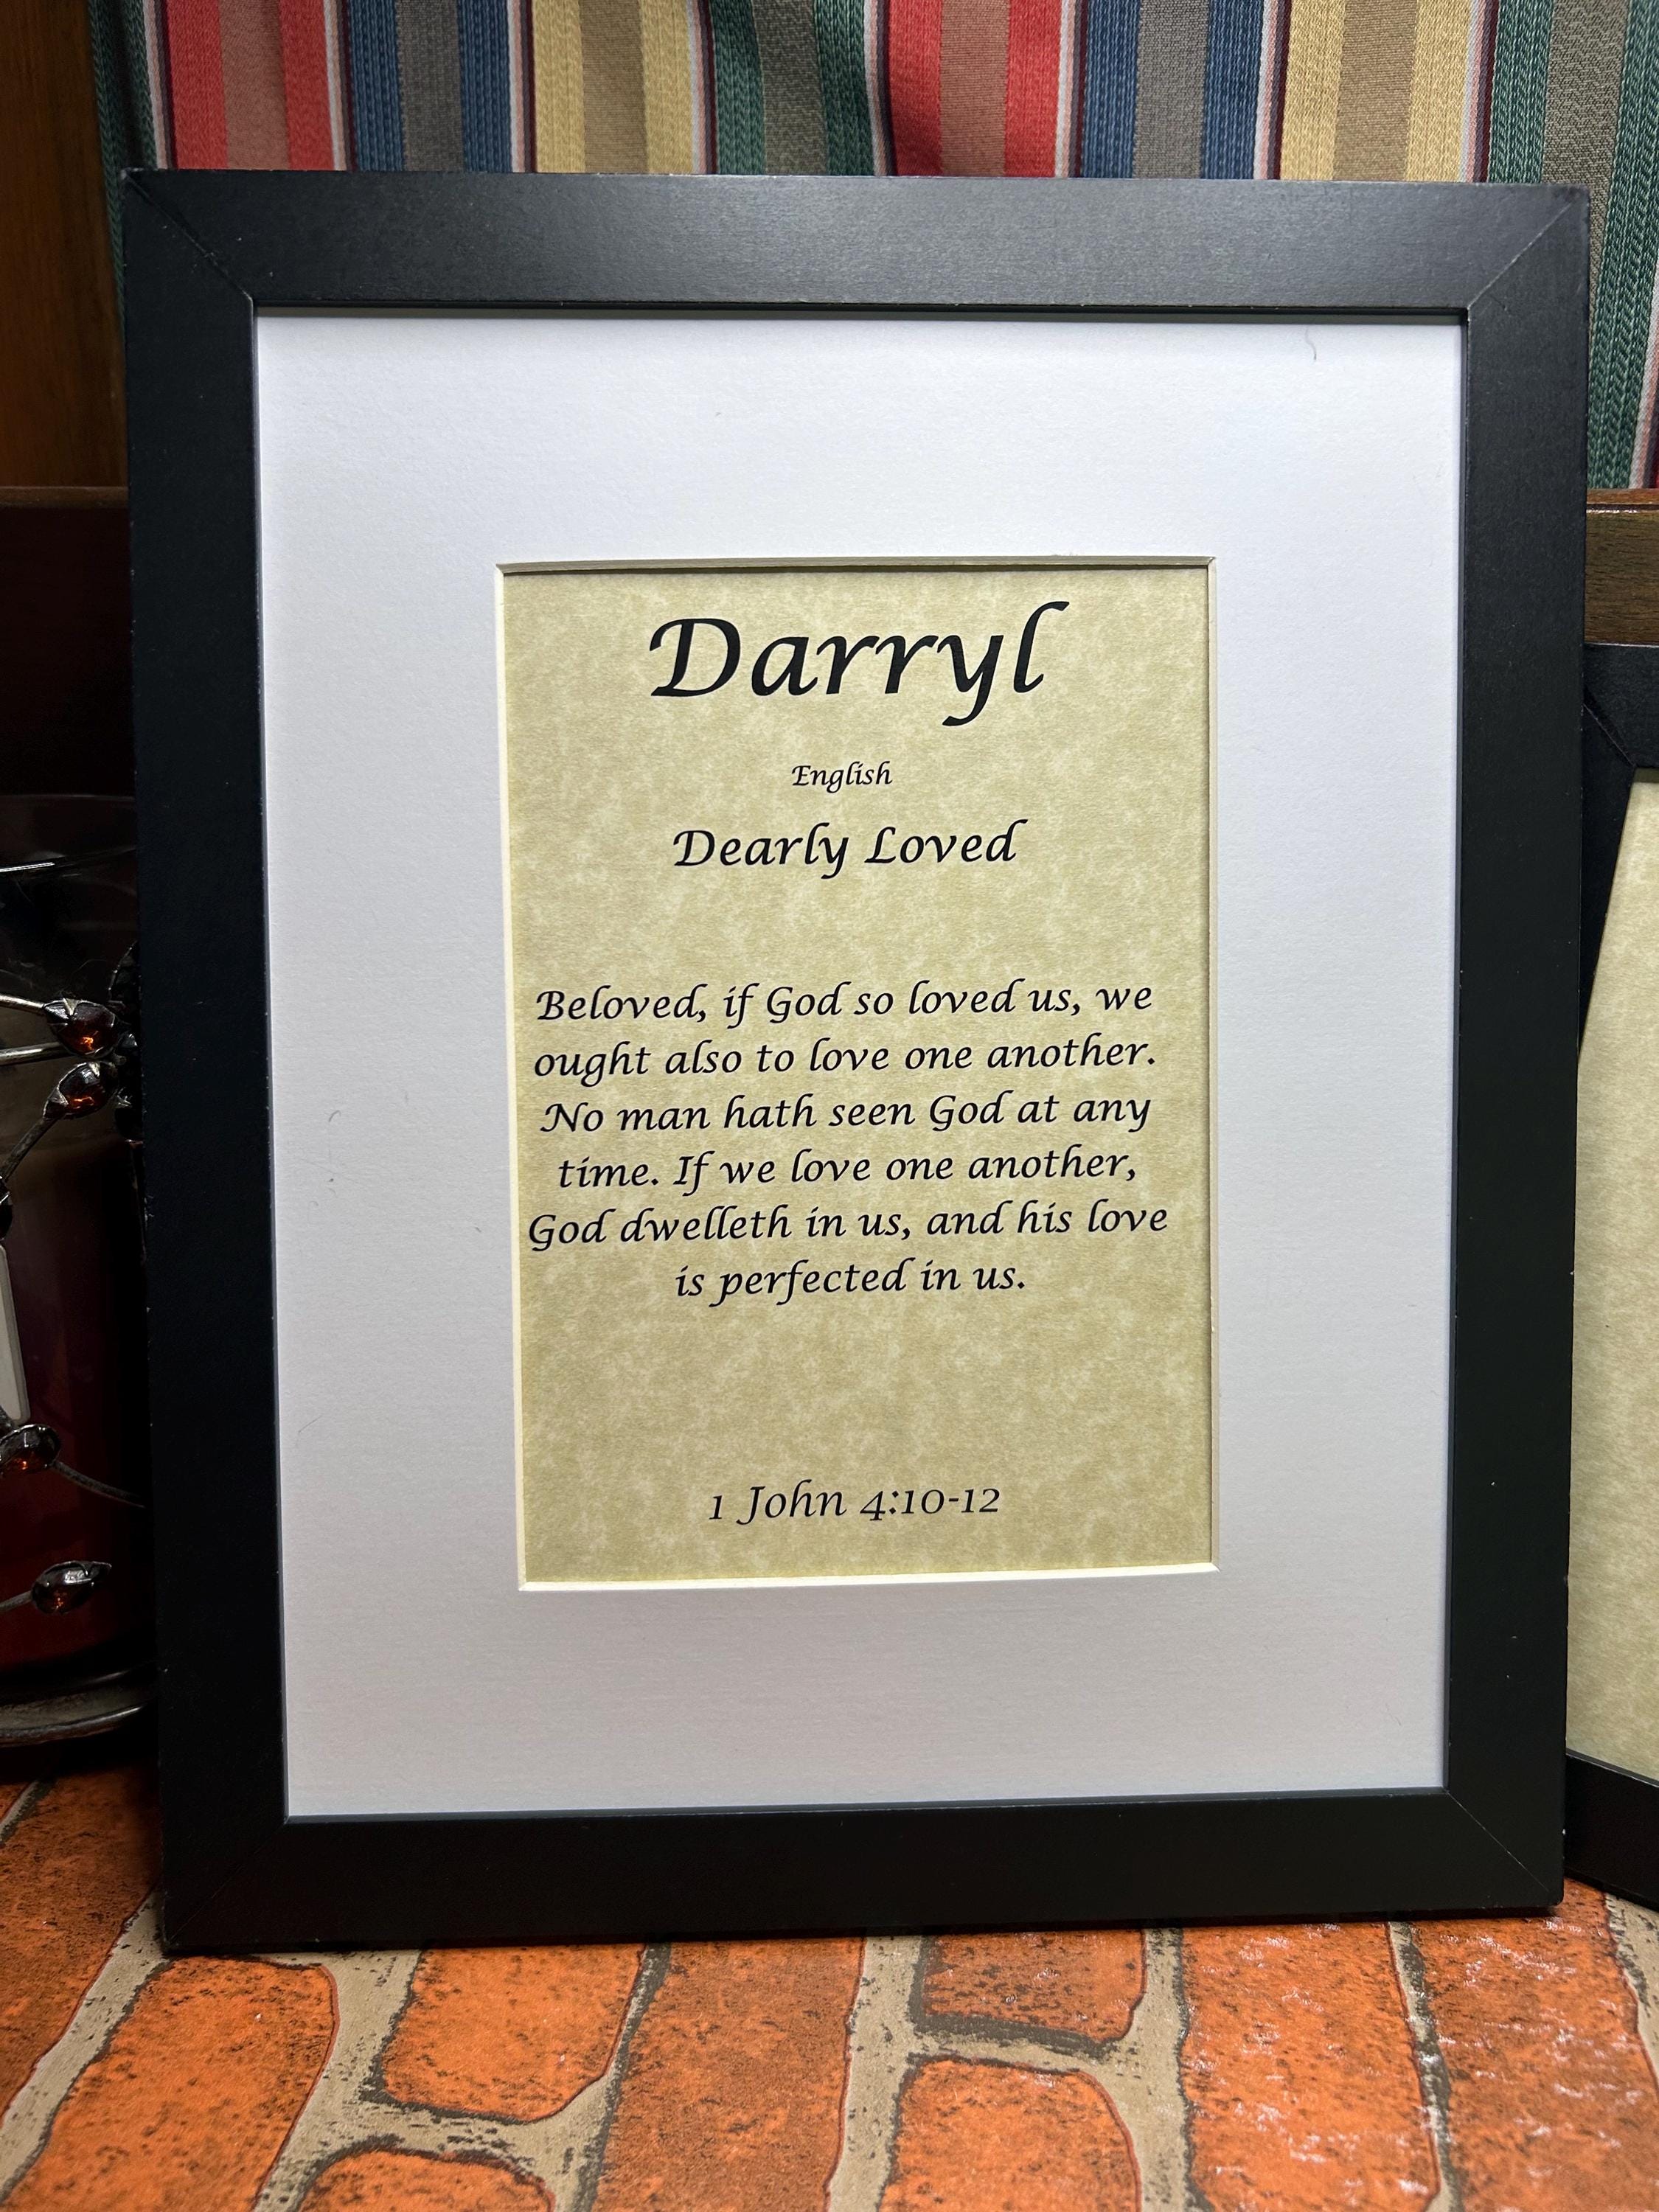 Darryl
English
Dearly Loved
Beloved, if God so loved us, we
ought also to love one another.
No man hath seen God at any
time. If we love one another,
God dwelleth in us, and his love
is perfected in us.
1 John 4:10-12